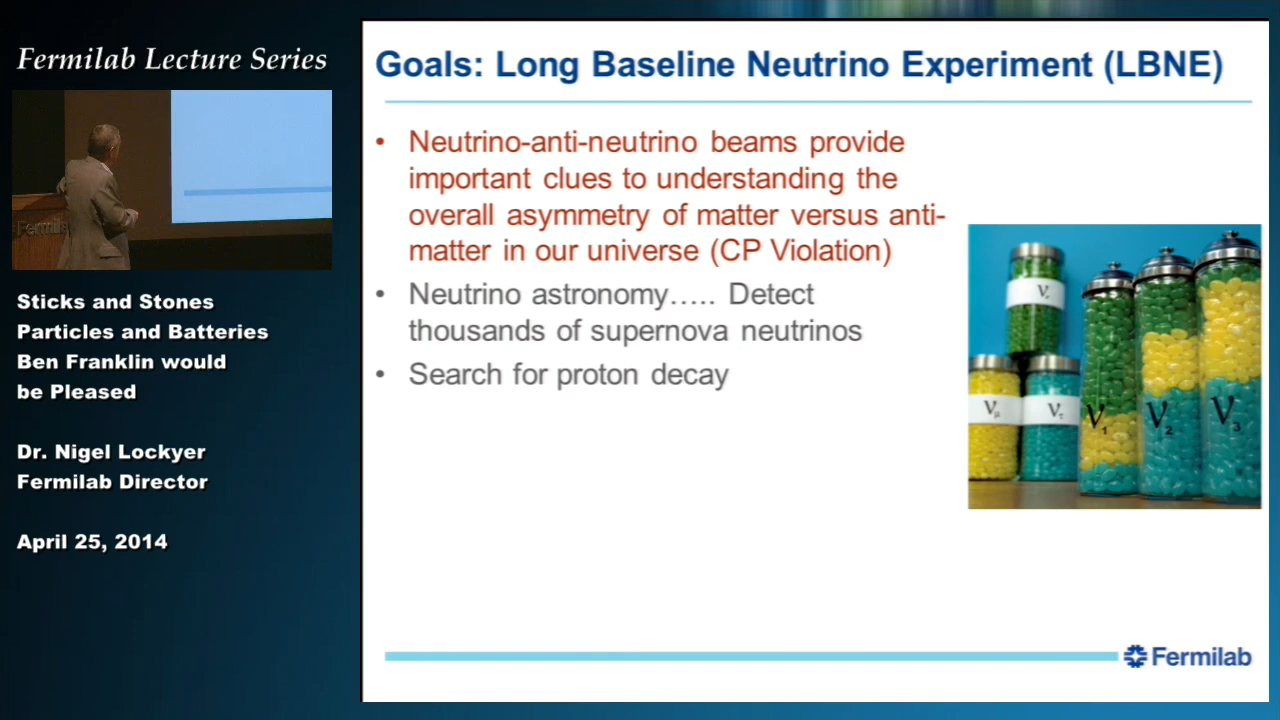 Fermilab Lecture Series
Fermila
Sticks and Stones
Particles and Batteries
Ben Franklin would
be Pleased
Dr. Nigel Lockyer
Fermilab Director
April 25, 2014
Goals: Long Baseline Neutrino Experiment (LBNE)
• Neutrino-anti-neutrino beams provide
important clues to understanding the
overall asymmetry of matter versus anti-
matter in our universe (CP Violation)
• Neutrino astronomy….. Detect
thousands of supernova neutrinos
• Search for proton decay
ν
νμ
ντ
ν1
ν2
ν3
Fermilab